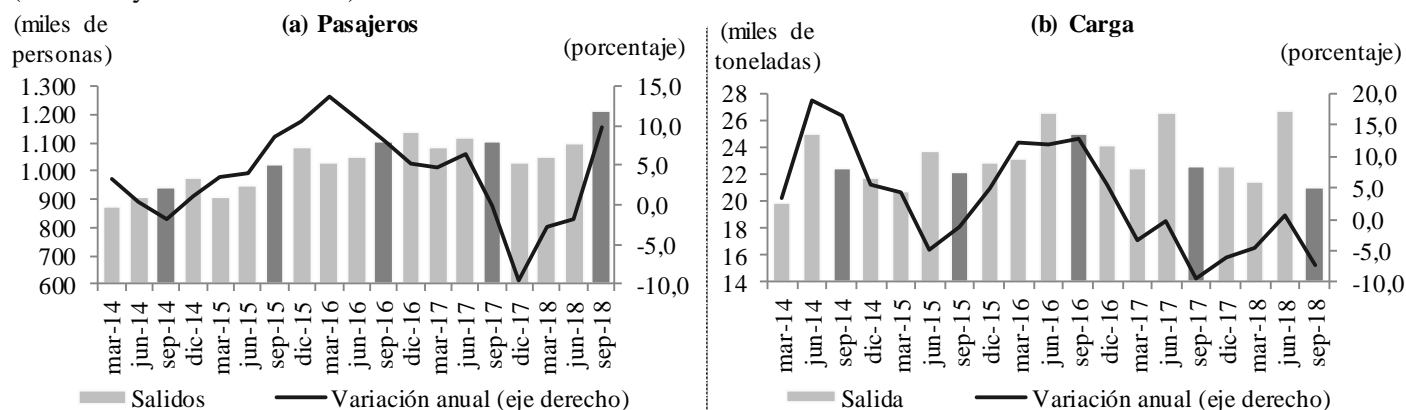 (miles de personas)
(a) Pasajeros
(porcentaje)
1.300
1.200
1.100
1.000
900
800
700
600
15,0
10,0
5,0
0,0
-5,0
-10,0
mar-14
jun-14
sep-14
dic-14
mar-15
jun-15
sep-15
dic-15
mar-16
jun-16
sep-16
dic-16
mar-17
jun-17
sep-17
dic-17
mar-18
jun-18
sep-18
Salidos
Variación anual (eje derecho)
(miles de toneladas)
(b) Carga
(porcentaje)
28
26
24
22
20
18
16
14
20,0
15,0
10,0
5,0
0,0
-5,0
-10,0
mar-14
jun-14
sep-14
dic-14
mar-15
jun-15
sep-15
dic-15
mar-16
jun-16
sep-16
dic-16
mar-17
jun-17
sep-17
dic-17
mar-18
jun-18
sep-18
Salida
Variación anual (eje derecho)